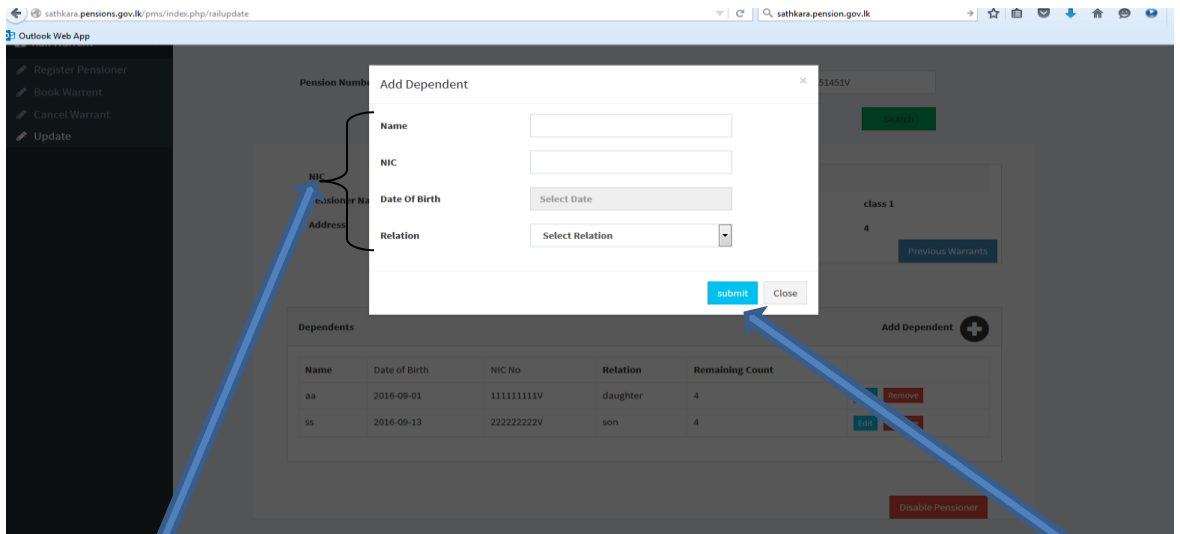 sathkara.pensions.gov.lk/pms/index.php/railupdate
sathkara.pension.gov.lk
Outlook Web App
Register Pensioner
Book Warrent
Cancel Warrant
Update
Pension Numb
51451V
Search
Add Dependent ×
Name
NIC
Date Of Birth Select Date
Relation Select Relation
submit Close
NIC
Pensioner Na
class 1
Address
4
Previous Warrants
Dependents Add Dependent
Name Date of Birth NIC No Relation Remaining Count
aa 2016-09-01 111111111V daughter 4 Remove
ss 2016-09-13 222222222V son 4 Edit
Disable Pensioner